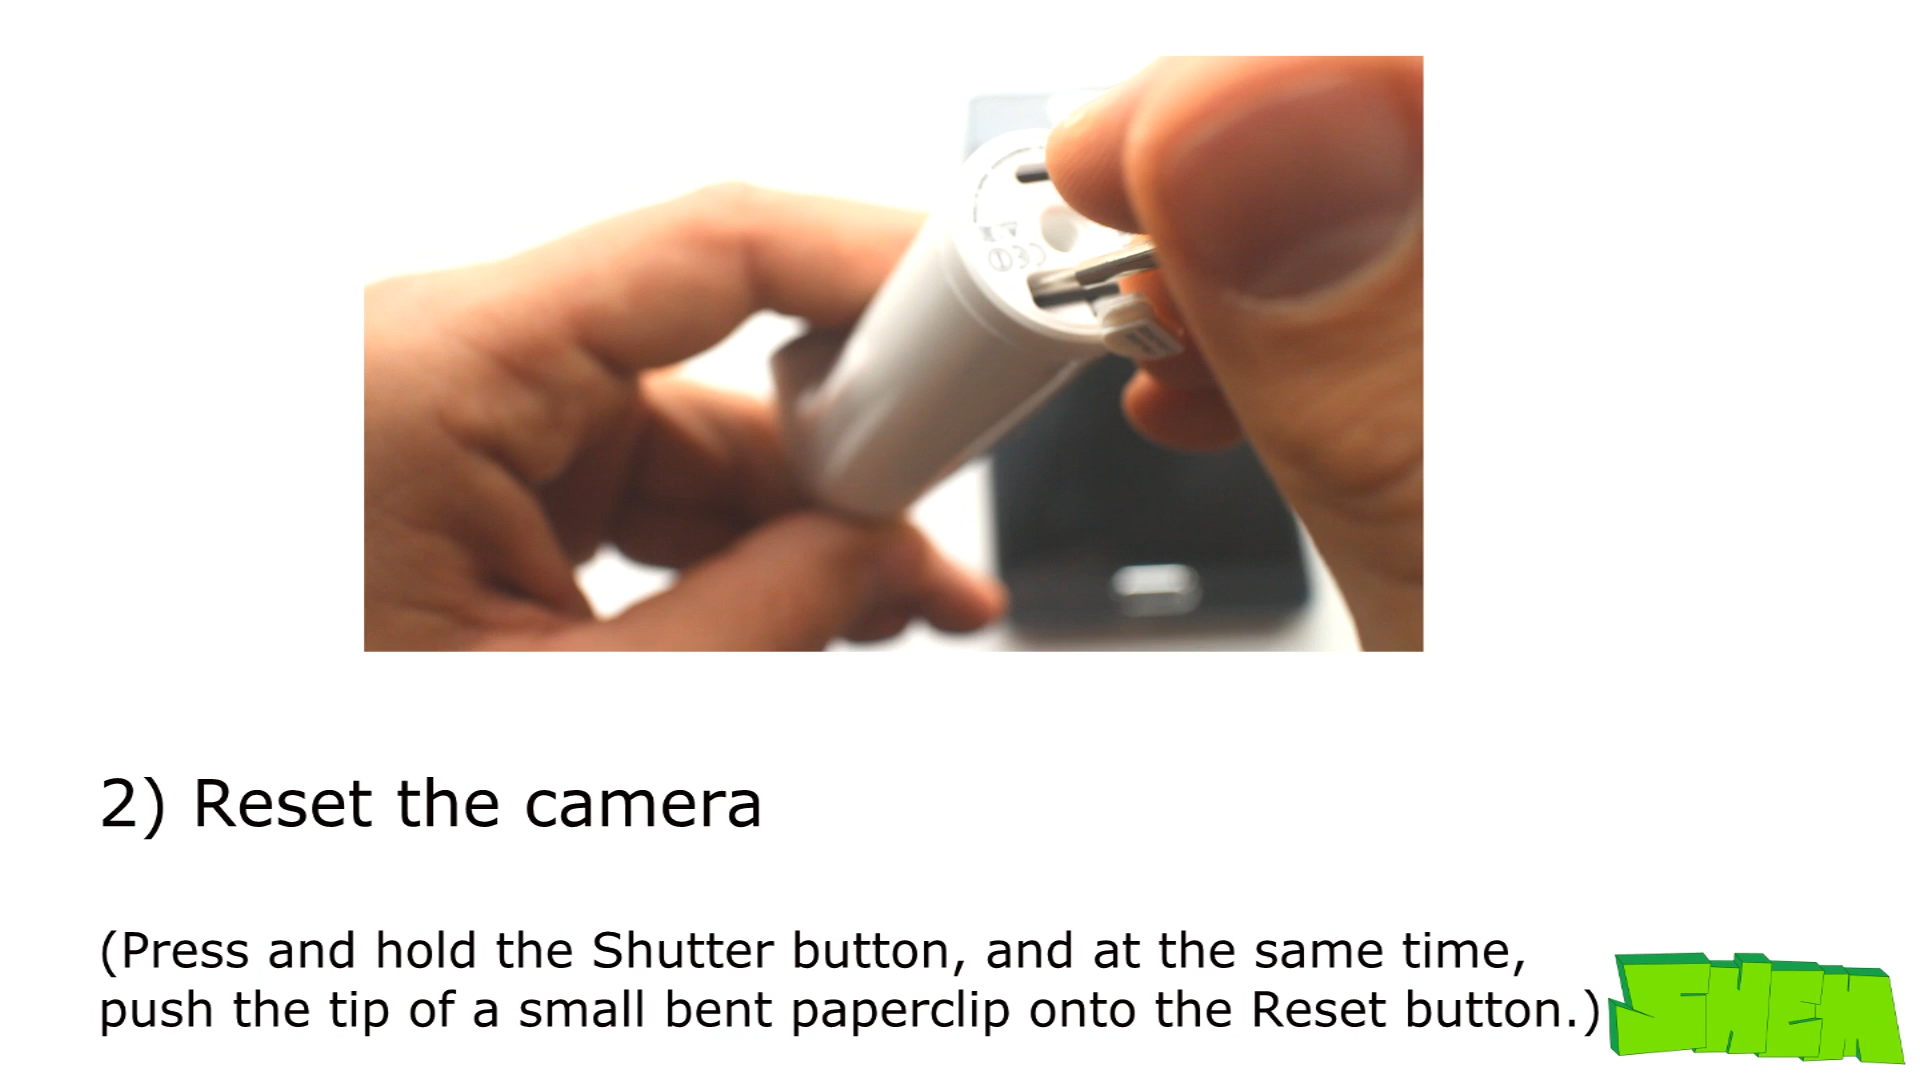 2) Reset the camera
(Press and hold the Shutter button, and at the same time,
push the tip of a small bent paperclip onto the Reset button.)